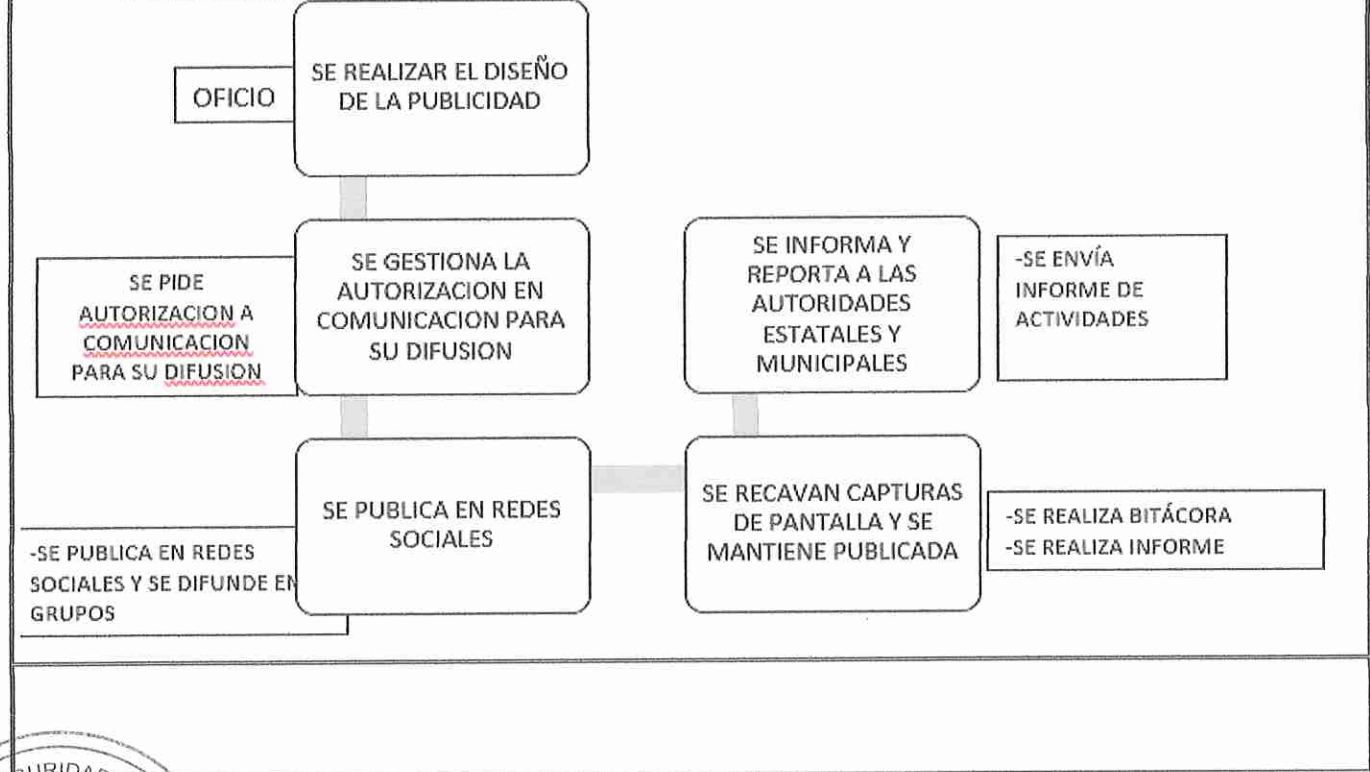 OFICIO
SE REALIZAR EL DISEÑO
DE LA PUBLICIDAD
SE PIDE
AUTORIZACION A
COMUNICACION
PARA SU DIFUSION
SE GESTIONA LA
AUTORIZACION EN
COMUNICACION PARA
SU DIFUSION
-SE PUBLICA EN REDES
SOCIALES Y SE DIFUNDE EN
GRUPOS
SE PUBLICA EN REDES
SOCIALES
SE RECAVAN CAPTURAS
DE PANTALLA Y SE
MANTIENE PUBLICADA
-SE REALIZA BITÁCORA
-SE REALIZA INFORME
SE INFORMA Y
REPORTA A LAS
AUTORIDADES
ESTATALES Y
MUNICIPALES
-SE ENVÍA
INFORME DE
ACTIVIDADES